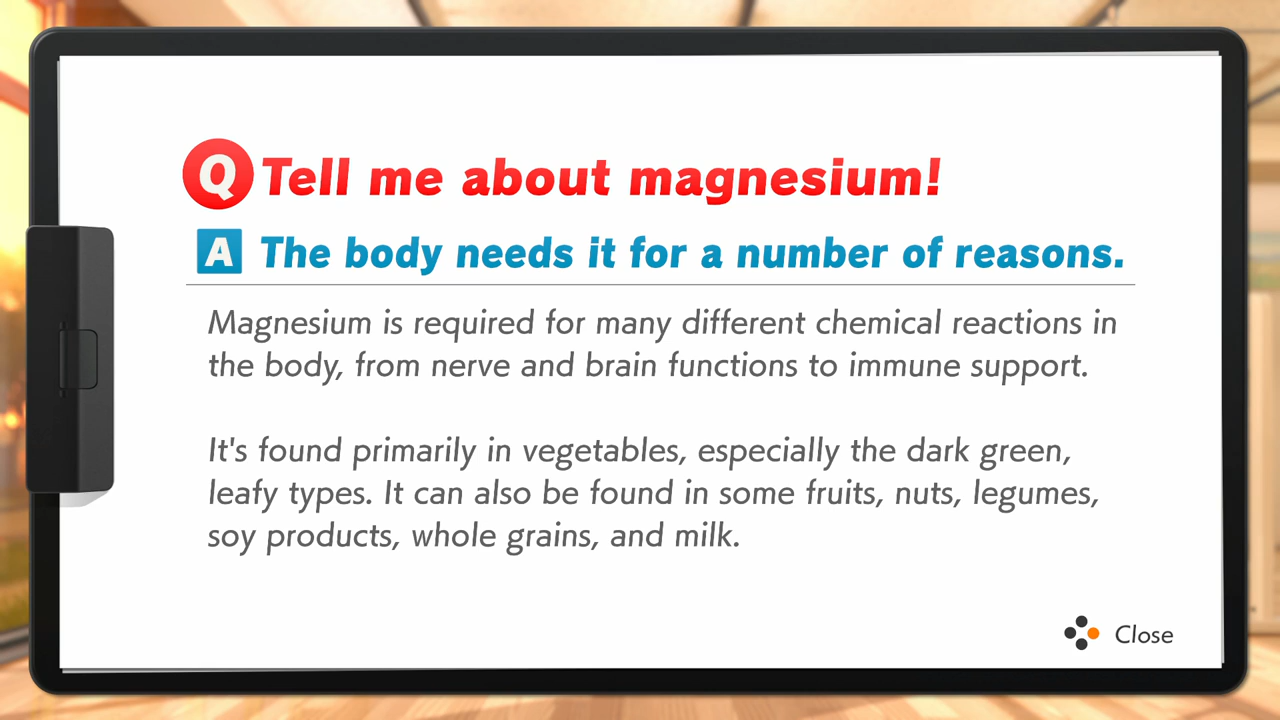 Q Tell me about magnesium!
A The body needs it for a number of reasons.
Magnesium is required for many different chemical reactions in
the body, from nerve and brain functions to immune support.
It's found primarily in vegetables, especially the dark green,
leafy types. It can also be found in some fruits, nuts, legumes,
soy products, whole grains, and milk.
Close